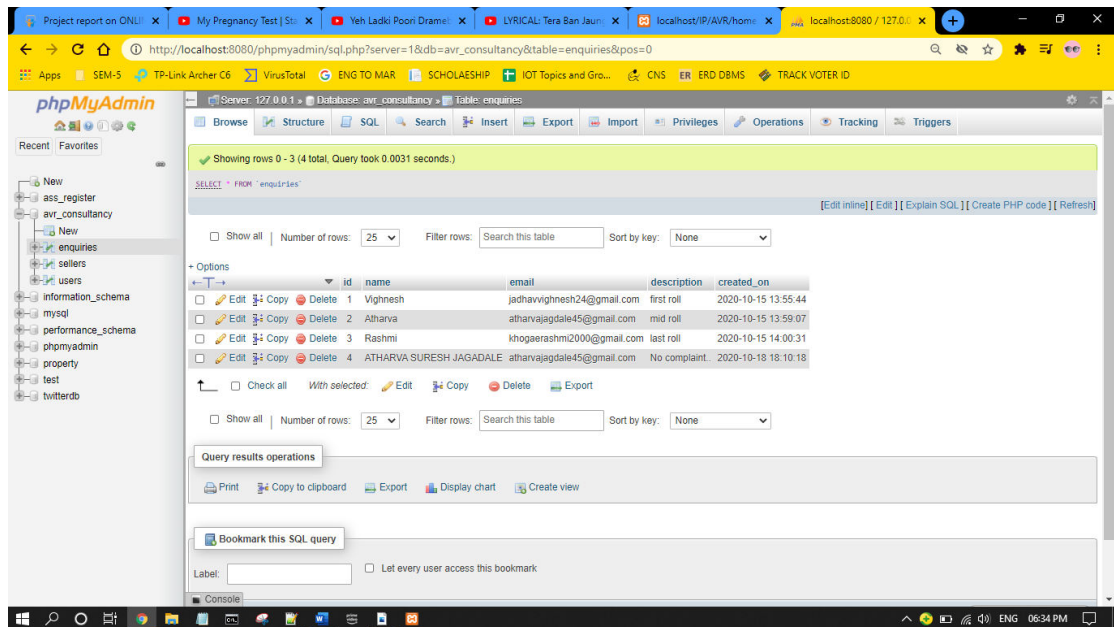 Project report on ONLI
My Pregnancy Test | Sta
Yeh Ladki Poori Drameb
LYRICAL: Tera Ban Jaun
localhost/IP/AVR/home
localhost:8080 / 127.0.0
http://localhost:8080/phpmyadmin/sql.php?server=1&db=avr_consultancy&table=enquiries&pos=0
Apps SEM-5 TP-Link Archer C6 VirusTotal ENG TO MAR SCHOLAESHIP IOT Topics and Gro... CNS ER ERD DBMS TRACK VOTER ID
phpMyAdmin
Recent Favorites
New
ass_register
avr_consultancy
New
enquiries
sellers
users
information_schema
mysql
performance_schema
phpmyadmin
property
test
twitterdb
Server: 127.0.0.1 » Database: avr_consultancy » Table: enquiries
Browse Structure SQL Search Insert Export Import Privileges Operations Tracking Triggers
Showing rows 0 - 3 (4 total, Query took 0.0031 seconds.)
SELECT * FROM `enquiries`
[Edit inline] [ Edit ] [ Explain SQL ] [ Create PHP code ] [ Refresh]
Show all | Number of rows: 25 Filter rows: Search this table Sort by key: None
+ Options
←T→ id name email description created_on
Edit Copy Delete 1 Vighnesh jadhavvighnesh24@gmail.com first roll 2020-10-15 13:55:44
Edit Copy Delete 2 Atharva atharvajagdale45@gmail.com mid roll 2020-10-15 13:59:07
Edit Copy Delete 3 Rashmi khogaerashmi2000@gmail.com last roll 2020-10-15 14:00:31
Edit Copy Delete 4 ATHARVA SURESH JAGADALE atharvajagdale45@gmail.com No complaint.. 2020-10-18 18:10:18
Check all With selected: Edit Copy Delete Export
Show all | Number of rows: 25 Filter rows: Search this table Sort by key: None
Query results operations
Print Copy to clipboard Export Display chart Create view
Bookmark this SQL query
Label: Let every user access this bookmark
Console
ENG 06:34 PM